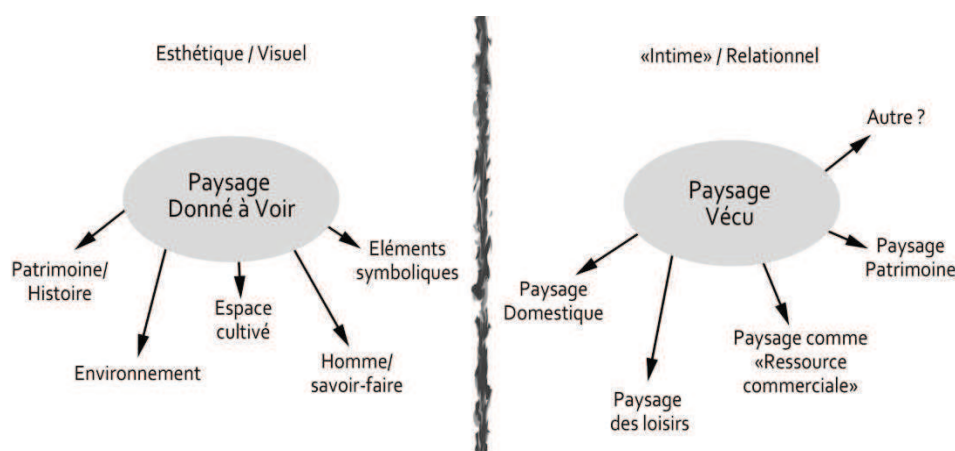 Esthétique / Visuel
Paysage
Donné à Voir
Patrimoine/
Histoire
Environnement
Espace
cultivé
Homme/
savoir-faire
Eléments
symboliques
«Intime» / Relationnel
Paysage
Vécu
Autre ?
Paysage
Patrimoine
Paysage
Domestique
Paysage
des loisirs
Paysage comme
«Ressource
commerciale»